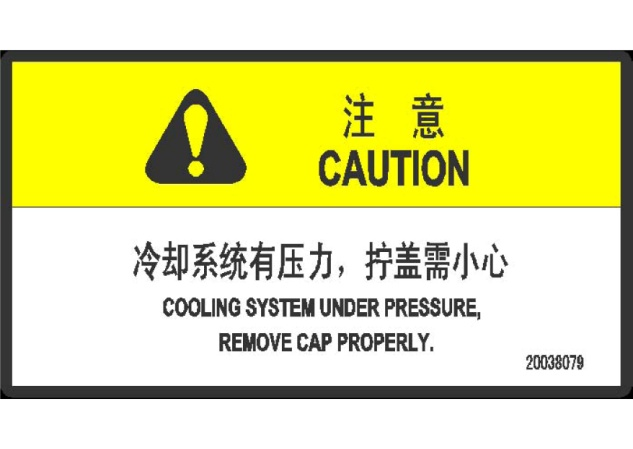 注 意
CAUTION
冷却系统有压力，拧盖需小心
COOLING SYSTEM UNDER PRESSURE,
REMOVE CAP PROPERLY.
20038079